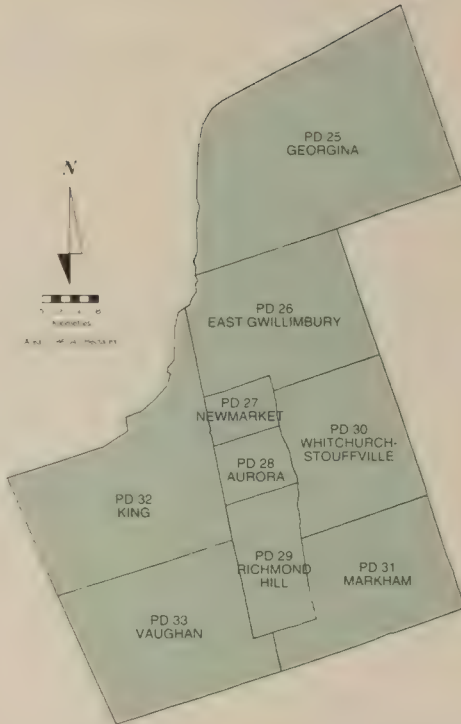 PD 25
GEORGINA
N
PD 26
EAST GWILLIMBURY
PD 27
NEWMARKET
PD 30
WHITCHURCH-
STOUFFVILLE
PD 28
AURORA
PD 32
KING
PD 29
RICHMOND
HILL
PD 31
MARKHAM
PD 33
VAUGHAN